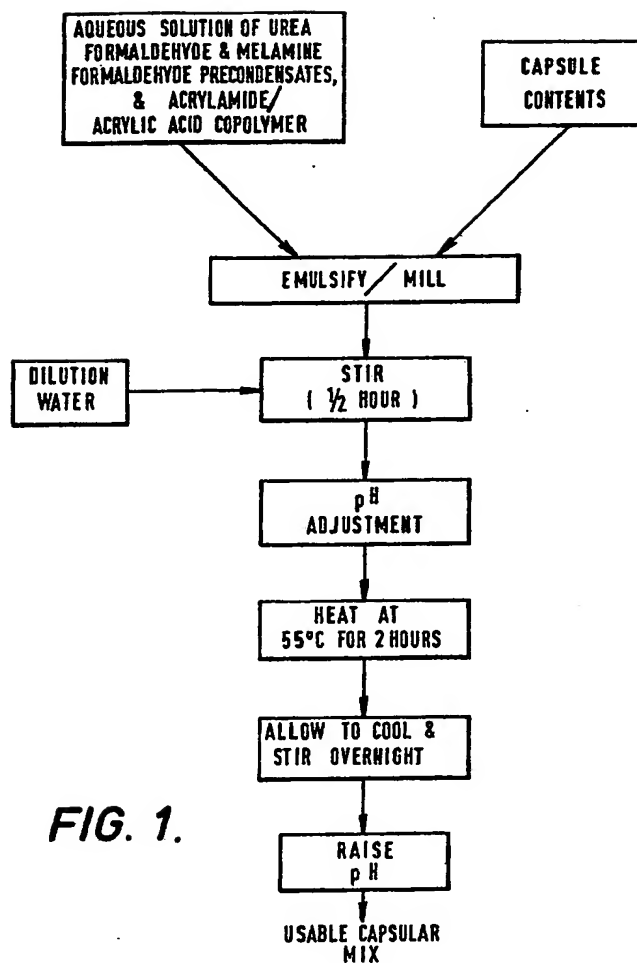 AQUEOUS SOLUTION OF UREA
FORMALDEHYDE & MELAMINE
FORMALDEHYDE PRECONDENSATES,
& ACRYLAMIDE/
ACRYLIC ACID COPOLYMER
CAPSULE
CONTENTS
EMULSIFY / MILL
DILUTION
WATER
STIR
( 1/2 HOUR )
pH
ADJUSTMENT
HEAT AT
55°C FOR 2 HOURS
ALLOW TO COOL &
STIR OVERNIGHT
FIG. 1.
RAISE
pH
USABLE CAPSULAR
MIX